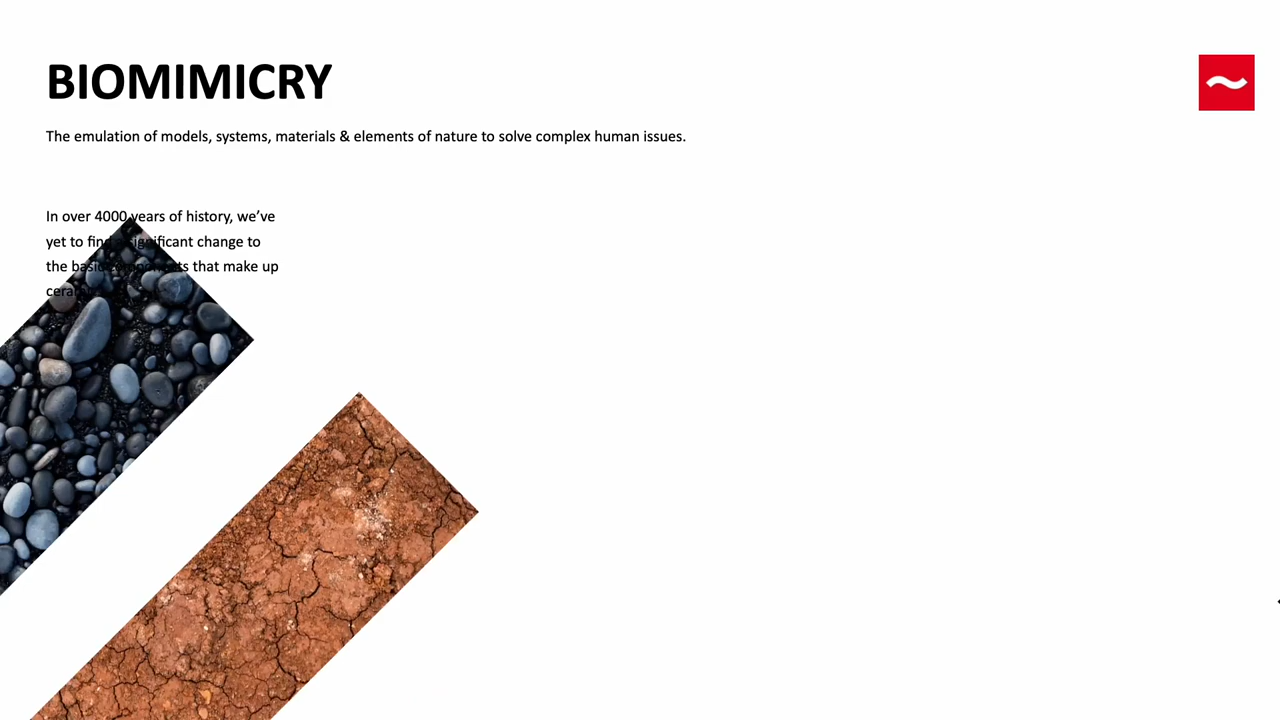 BIOMIMICRY
The emulation of models, systems, materials & elements of nature to solve complex human issues.
In over 4000 years of history, we’ve
yet to find significant change to
the basic components that make up